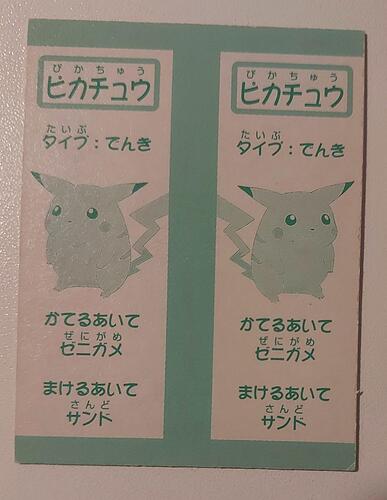 ぴかちゅう
ピカチュウ
たいぷ
タイプ：でんき
かてるあいて
ぜにがめ
ゼニガメ
まけるあいて
さんど
サンド
ぴかちゅう
ピカチュウ
たいぷ
タイプ：でんき
かてるあいて
ぜにがめ
ゼニガメ
まけるあいて
さんど
サンド